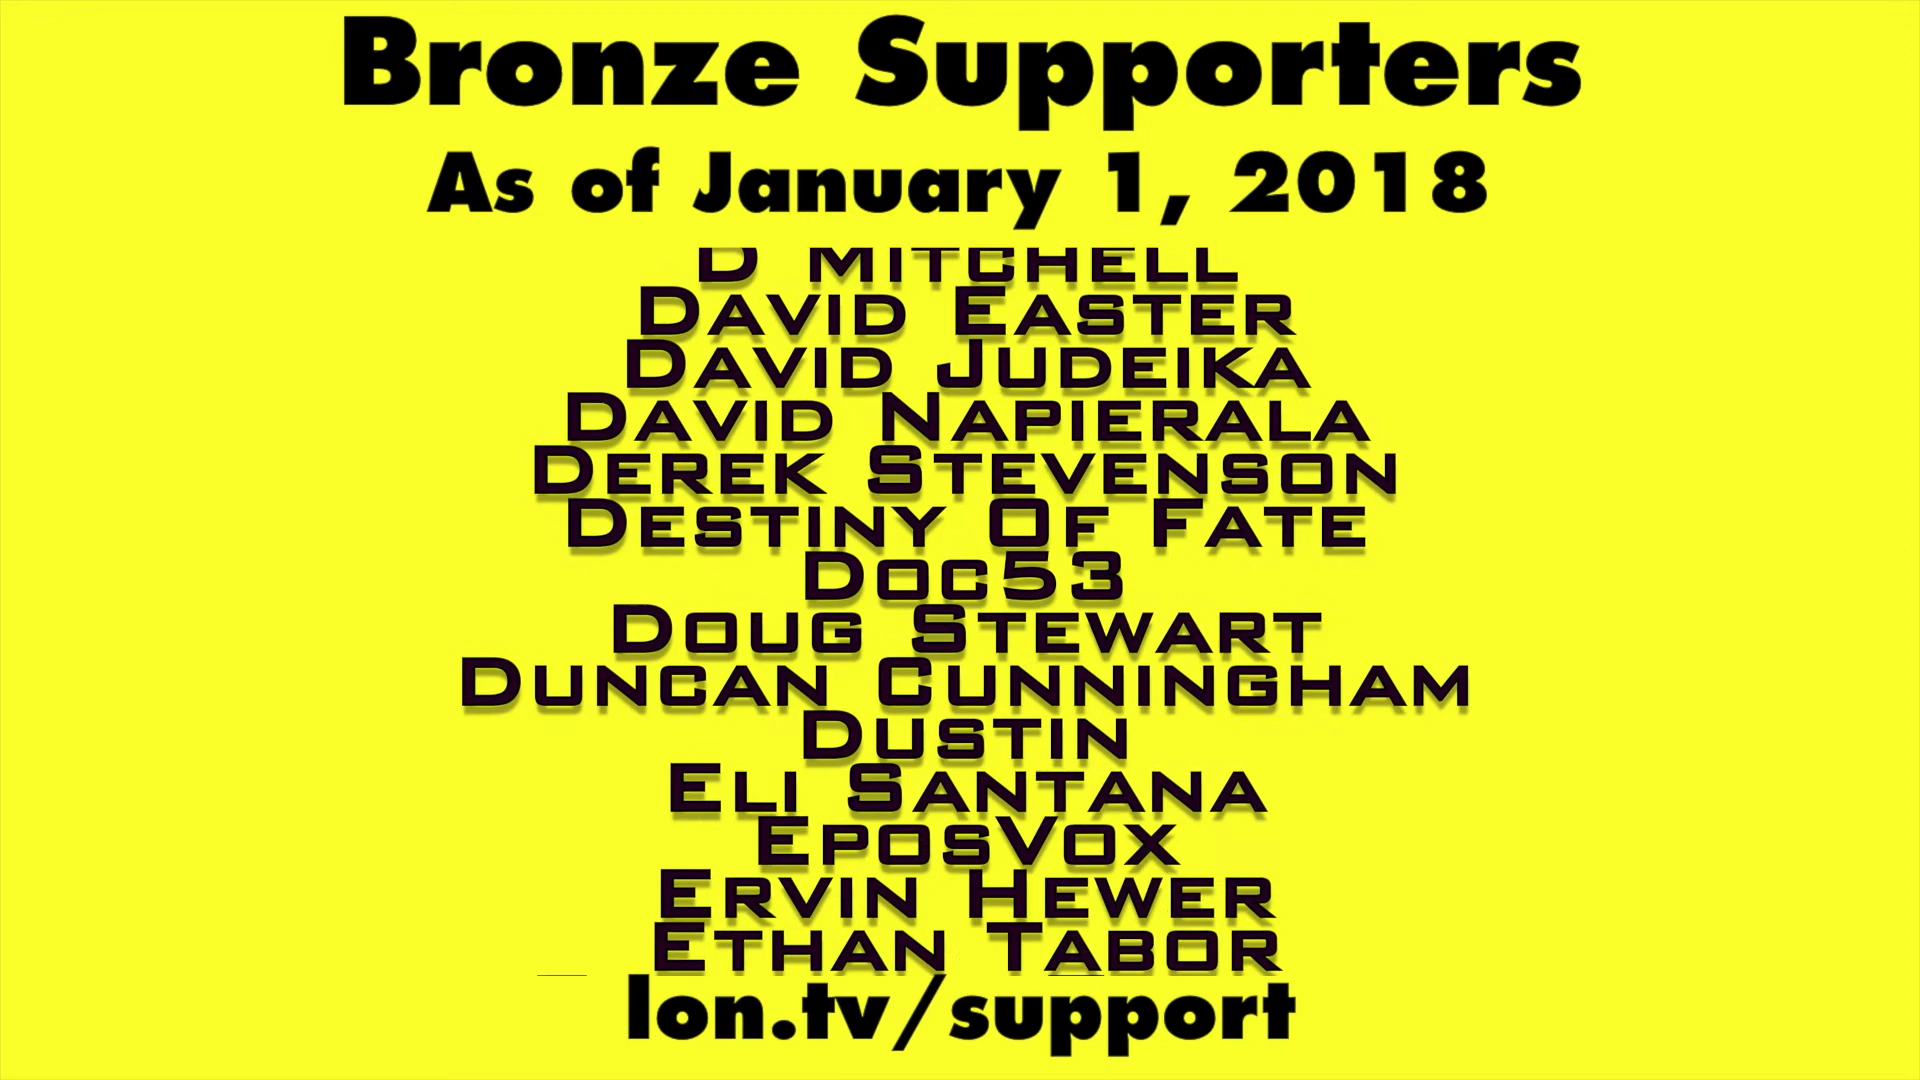 Bronze Supporters
As of January 1, 2018
D Mitchell
David Easter
David Judeika
David Napierala
Derek Stevenson
Destiny Of Fate
Doc53
Doug Stewart
Duncan Cunningham
Dustin
Eli Santana
EposVox
Ervin Hewer
Ethan Tabor
lon.tv/support